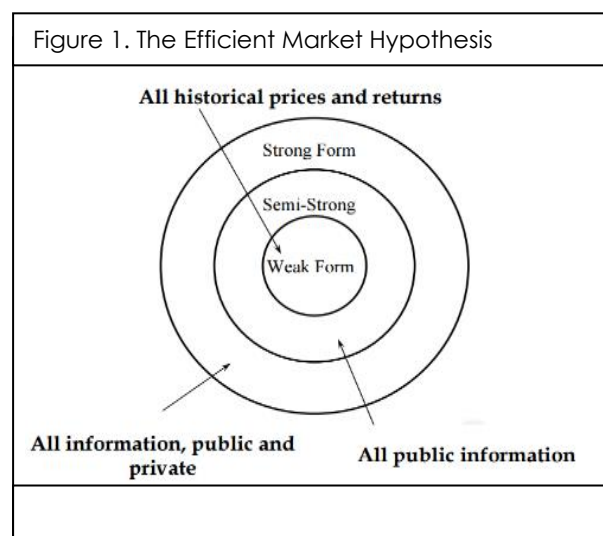 Figure 1. The Efficient Market Hypothesis
All historical prices and returns
Strong Form
Semi-Strong
Weak Form
All information, public and
private
All public information